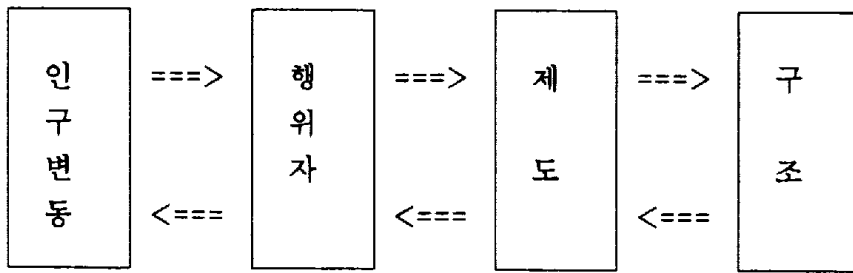 인구변동 ===> 행위자 ===> 제도 ===> 구조
<=== <=== <===